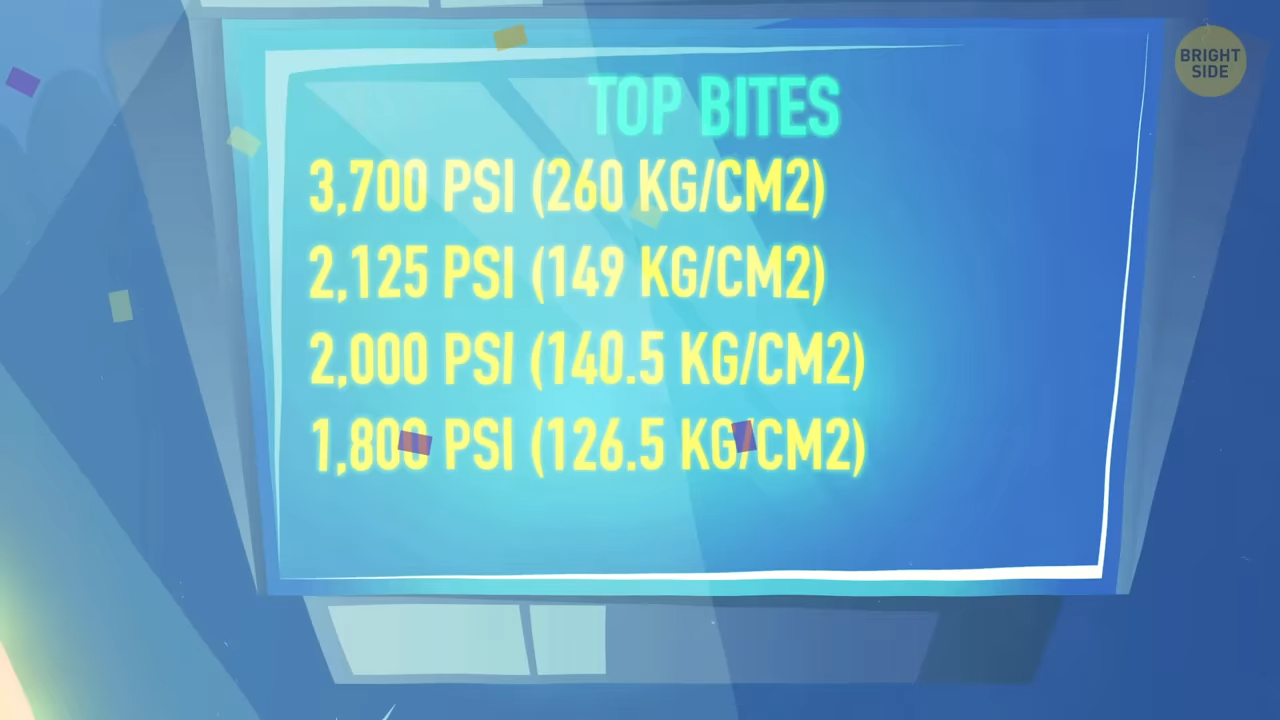 BRIGHT
SIDE
TOP BITES
3,700 PSI (260 KG/CM2)
2,125 PSI (149 KG/CM2)
2,000 PSI (140.5 KG/CM2)
1,800 PSI (126.5 KG/CM2)